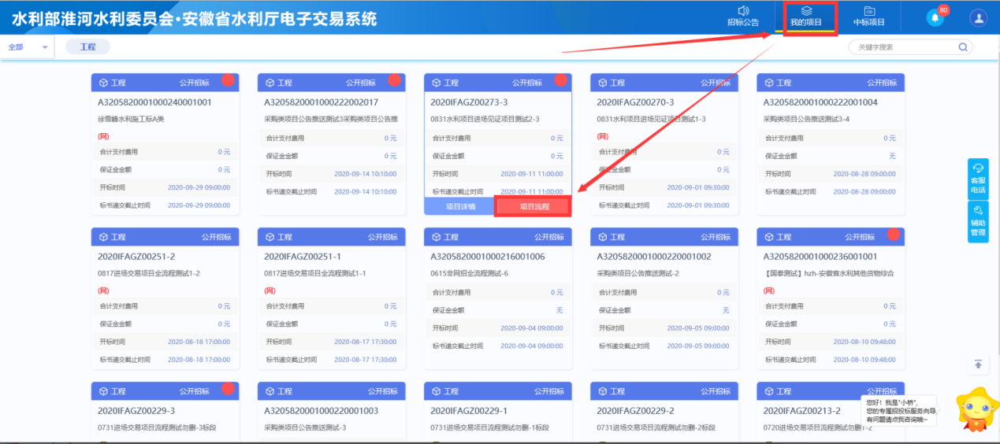 水利部淮河水利委员会·安徽省水利厅电子交易系统
招标公告
我的项目
中标项目
80
全部
工程
关键字搜索
工程 公开招标
A3205820001000240001001
徐雪峰水利施工标A类
(网)
合计支付费用 0 元
保证金金额 0 元
开标时间 2020-09-29 09:00:00
标书递交截止时间 2020-09-29 09:00:00
工程 公开招标
A3205820001000222002017
采购类项目公告推送测试3采购类项目公告推
合计支付费用 0 元
保证金金额 0 元
开标时间 2020-09-14 10:10:00
标书递交截止时间 2020-09-14 10:10:00
工程 公开招标
2020IFAGZ00273-3
0831水利项目进场见证项目测试2-3
合计支付费用 0 元
保证金金额 0 元
开标时间 2020-09-11 11:00:00
标书递交截止时间 2020-09-11 11:00:00
项目详情 项目流程
工程 公开招标
2020IFAGZ00270-3
0831水利项目进场见证项目测试1-3
(网)
合计支付费用 0 元
保证金金额 0 元
开标时间 2020-09-01 09:30:00
标书递交截止时间 2020-09-01 09:30:00
工程 公开招标
A3205820001000222001004
采购类项目公告推送测试3-4
合计支付费用 0 元
保证金金额 无
开标时间 2020-08-28 09:00:00
标书递交截止时间 2020-08-28 09:00:00
客服
电话
辅助
管理
工程 公开招标
2020IFAGZ00251-2
0817进场交易项目全流程测试1-2
(网)
合计支付费用 0 元
保证金金额 0 元
开标时间 2020-08-18 17:00:00
标书递交截止时间 2020-08-18 17:00:00
工程 公开招标
2020IFAGZ00251-1
0817进场交易项目全流程测试1-1
(网)
合计支付费用 0 元
保证金金额 0 元
开标时间 2020-08-17 17:30:00
标书递交截止时间 2020-08-17 17:30:00
工程 公开招标
A3205820001000216001006
0615非网招全流程测试-6
合计支付费用 0 元
保证金金额 无
开标时间 2020-09-04 09:00:00
标书递交截止时间 2020-09-04 09:00:00
工程 公开招标
A3205820001000220001002
采购类项目公告推送测试-2
合计支付费用 0 元
保证金金额 无
开标时间 2020-09-05 09:00:00
标书递交截止时间 2020-09-05 09:00:00
工程 公开招标
A3205820001000236001001
【国泰测试】hzh-安徽省水利其他货物综合
(网)
合计支付费用 0 元
保证金金额 0 元
开标时间 2020-08-10 09:48:00
标书递交截止时间 2020-08-10 09:48:00
工程 公开招标
2020IFAGZ00229-3
0731进场交易项目流程测试勿删-3标段
工程 公开招标
A3205820001000220001003
采购类项目公告推送测试-3
工程 公开招标
2020IFAGZ00229-1
0731进场交易项目流程测试勿删-1标段
工程 公开招标
2020IFAGZ00229-2
0731进场交易项目流程测试勿删-2标段
工程 公开招标
2020IFAGZ00213-2
0720进场交易项目流程测试勿删1-2
您好！我是"小桥",
您的专属招投标服务向导,
有问题请点我咨询哦~